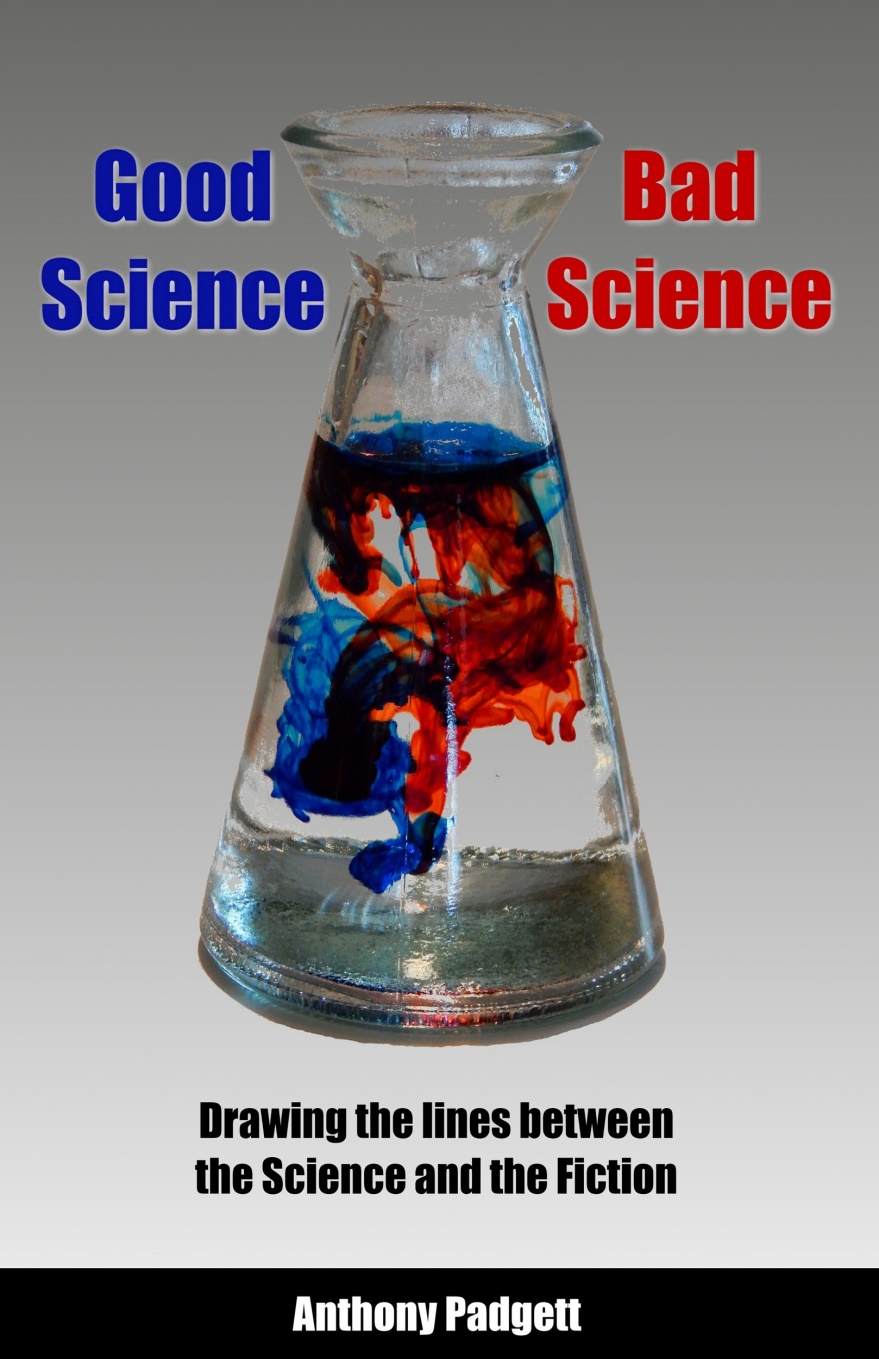 Good
Science
Bad
Science
Drawing the lines between
the Science and the Fiction
Anthony Padgett